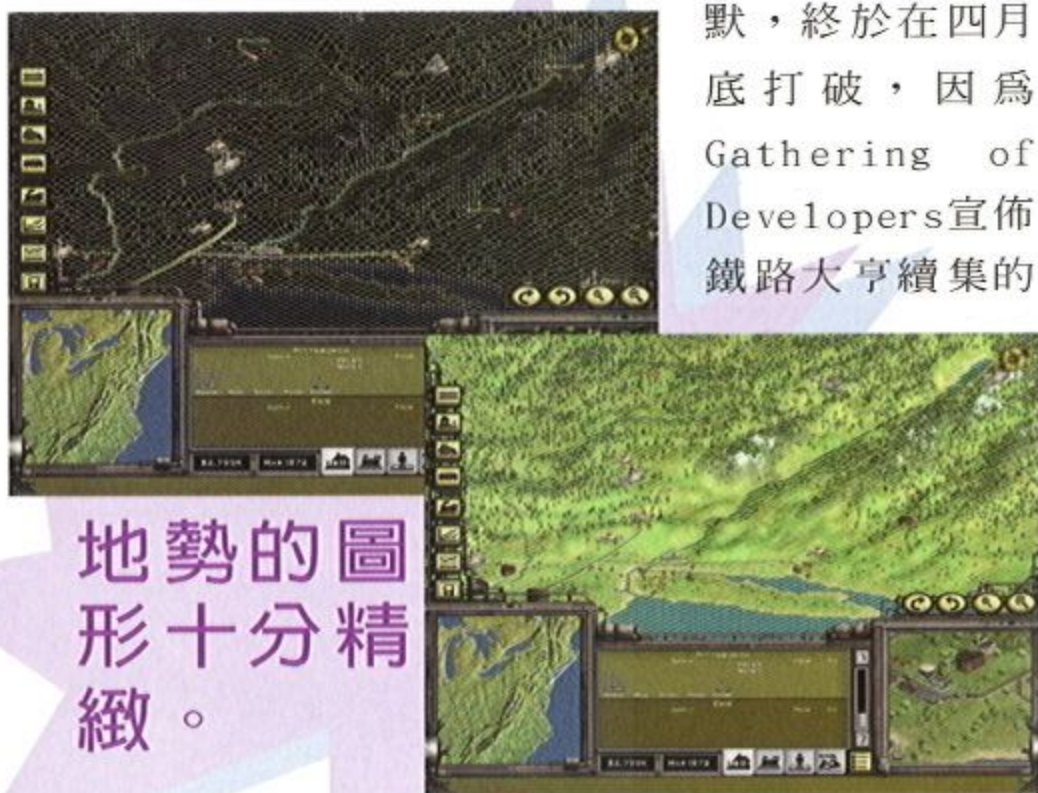 默，終於在四月
底打破，因爲
Gathering of
Developers宣佈
鐵路大亨續集的
地勢的圖
形十分精
緻。